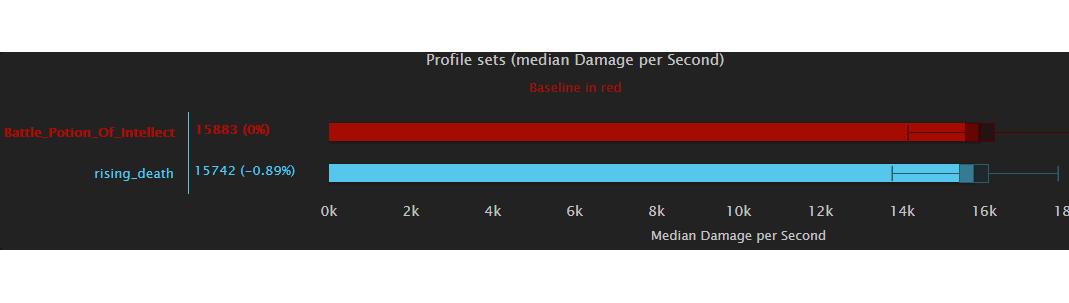 Profile sets (median Damage per Second)
Baseline in red
Battle_Potion_Of_Intellect 15883 (0%)
rising_death 15742 (-0.89%)
0k 2k 4k 6k 8k 10k 12k 14k 16k 18
Median Damage per Second